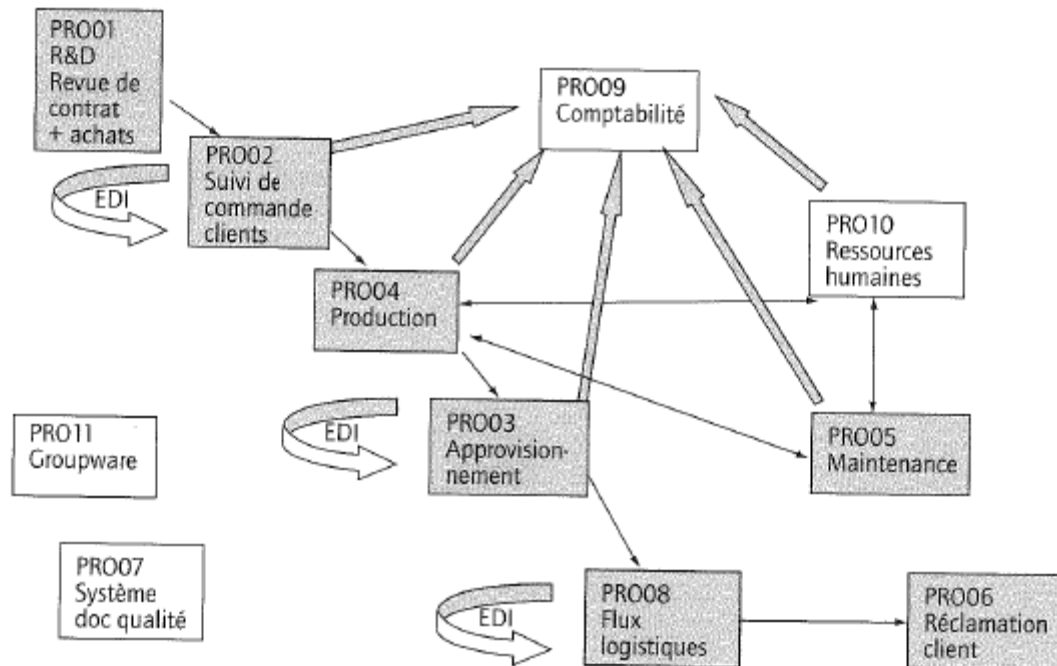 PRO01
R&D
Revue de
contrat
+ achats
PRO09
Comptabilité
PRO02
Suivi de
commande
clients
EDI
PRO10
Ressources
humaines
PRO04
Production
PRO03
Approvision-
nement
EDI
PRO05
Maintenance
PRO11
Groupware
PRO07
Système
doc qualité
EDI
PRO08
Flux
logistiques
PRO06
Réclamation
client